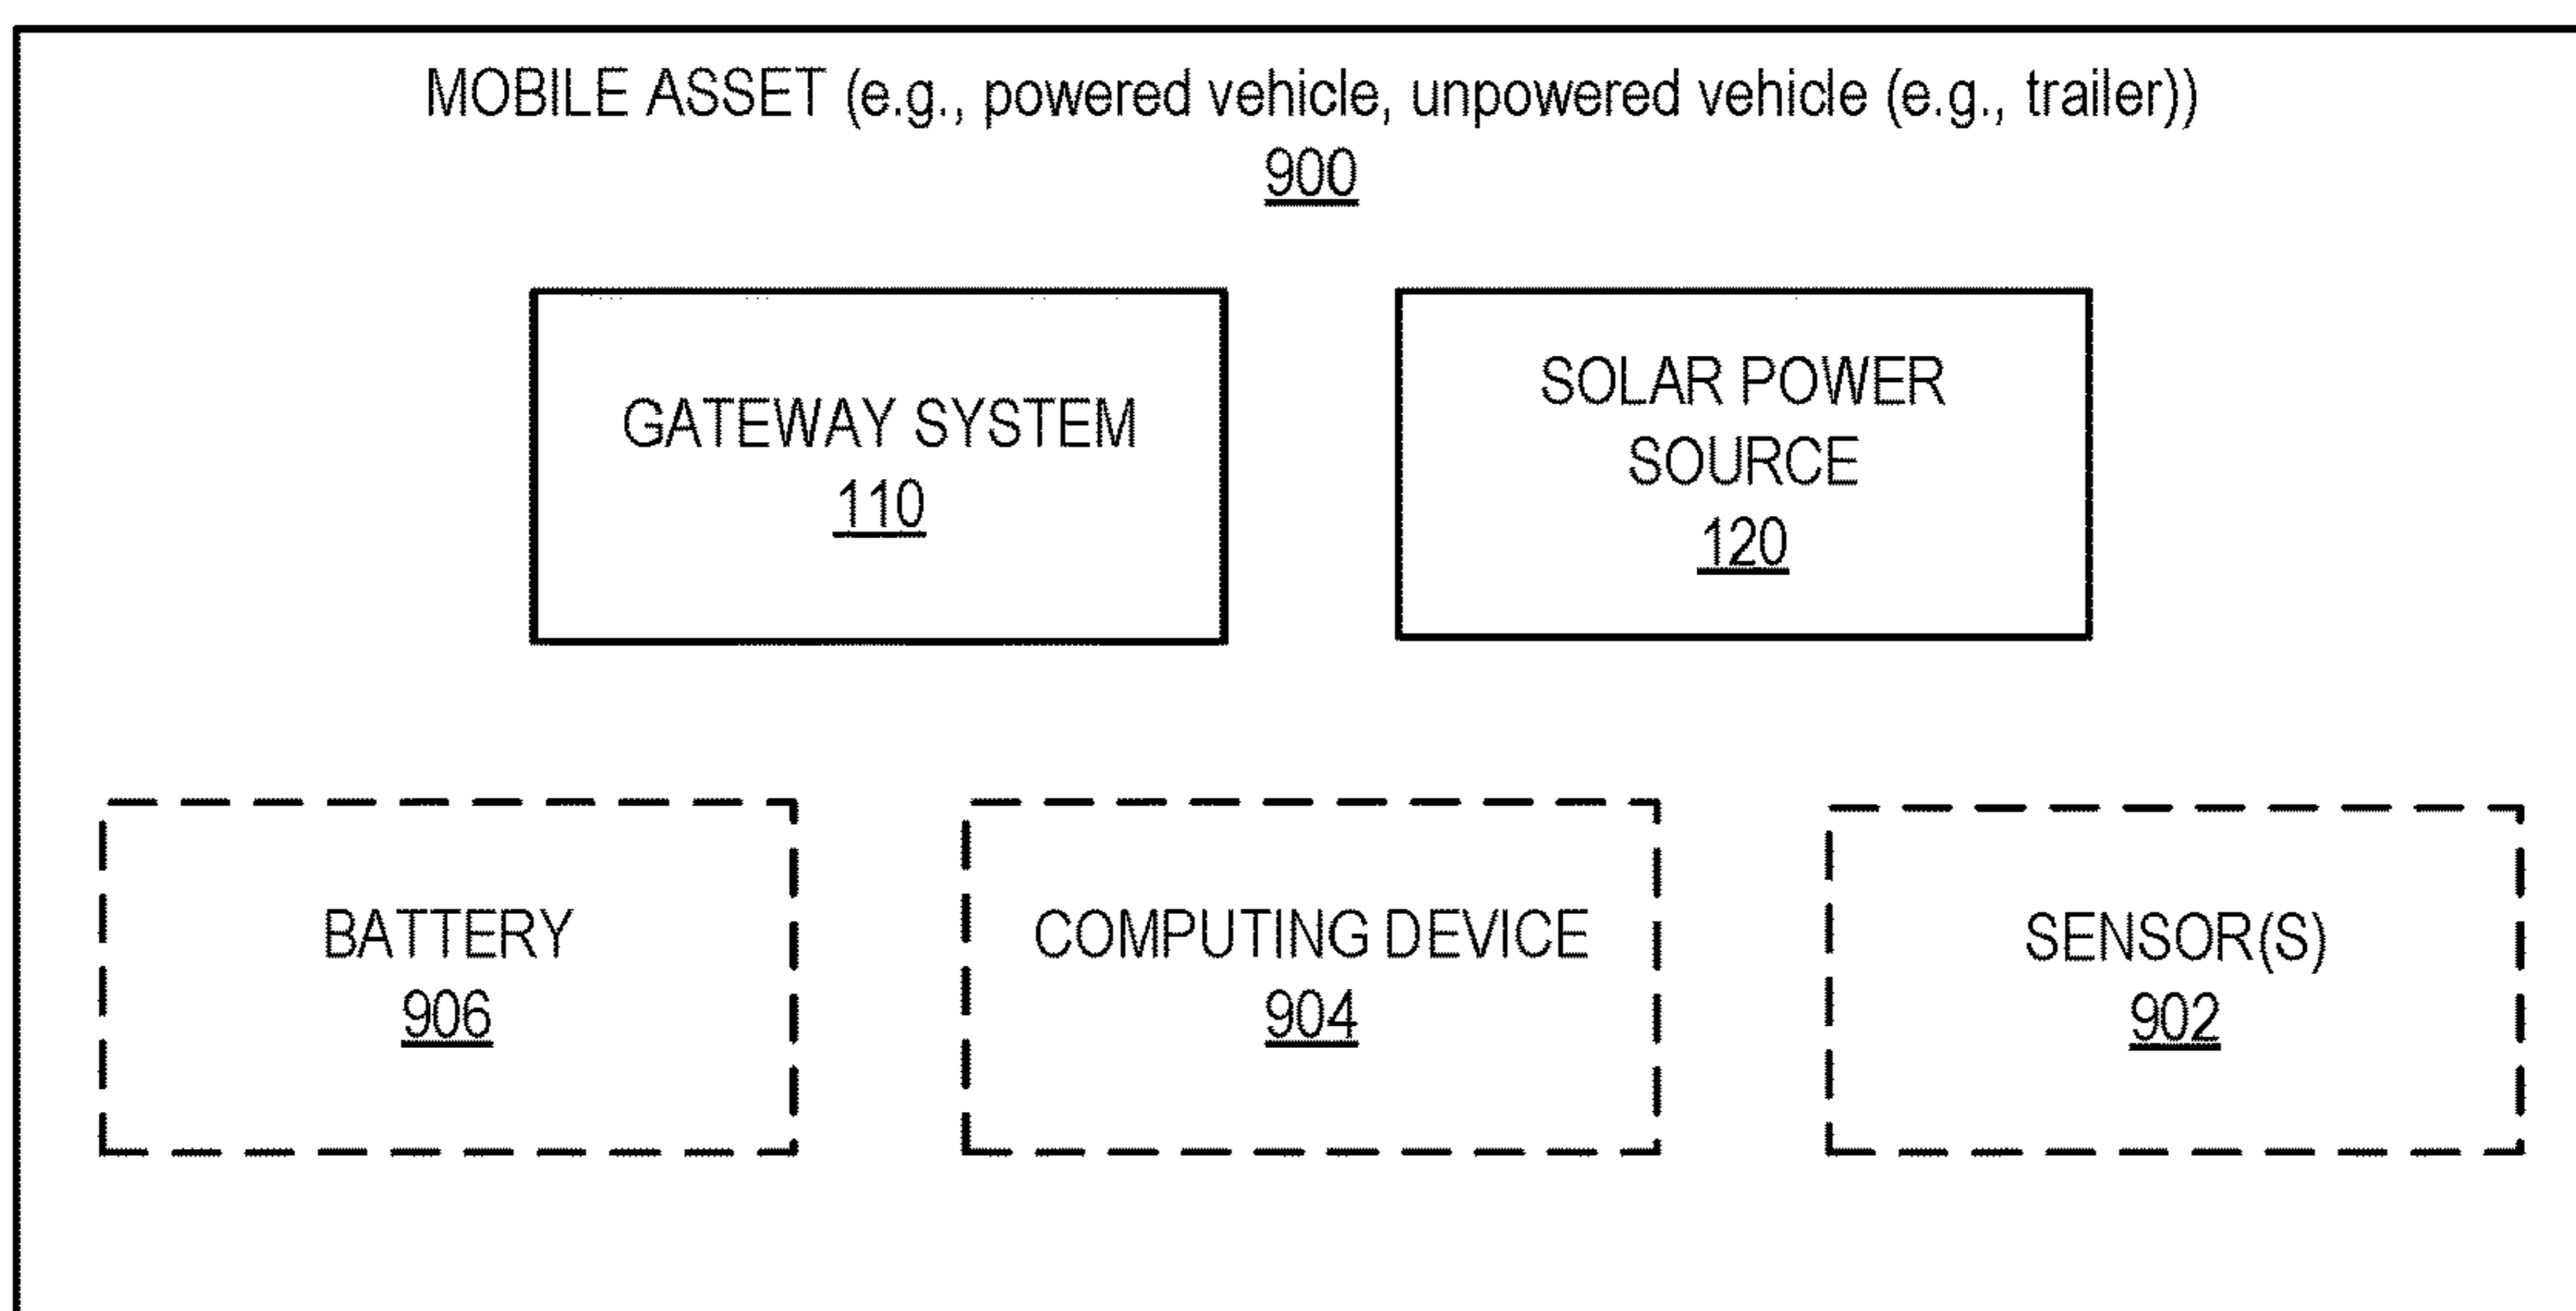 MOBILE ASSET (e.g., powered vehicle, unpowered vehicle (e.g., trailer))
900
GATEWAY SYSTEM
110
SOLAR POWER
SOURCE
120
BATTERY
906
COMPUTING DEVICE
904
SENSOR(S)
902